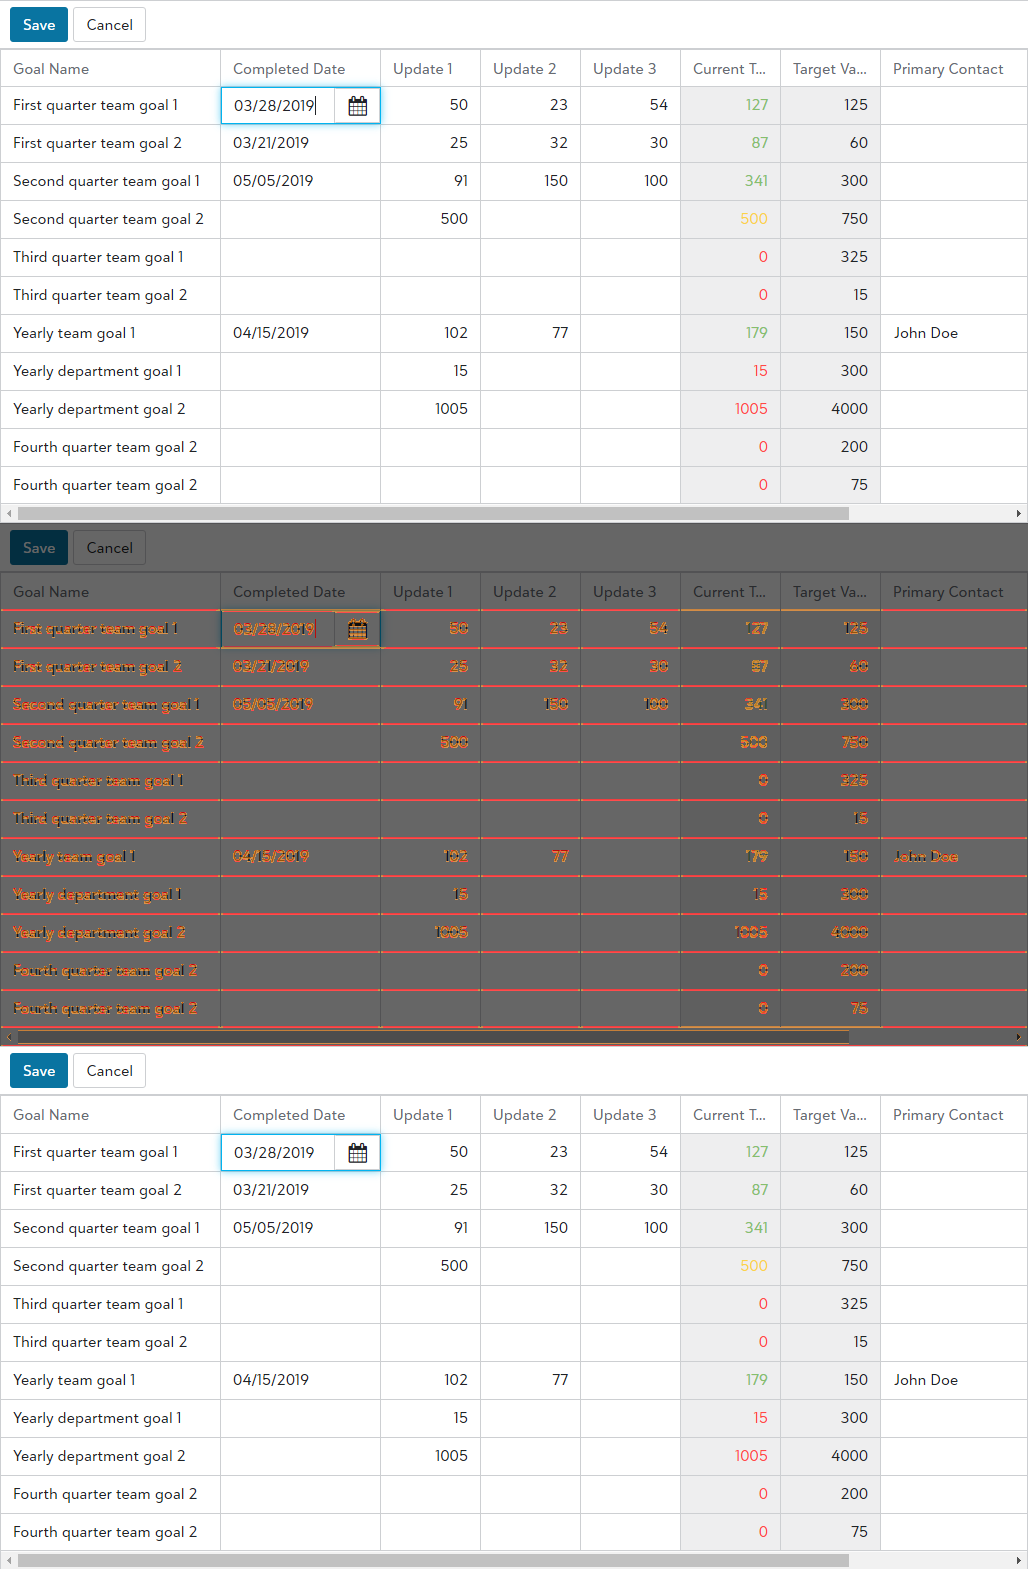 Save Cancel
Goal Name Completed Date Update 1 Update 2 Update 3 Current T... Target Va... Primary Contact
First quarter team goal 1 03/28/2019 50 23 54 127 125
First quarter team goal 2 03/21/2019 25 32 30 87 60
Second quarter team goal 1 05/05/2019 91 150 100 341 300
Second quarter team goal 2 500 500 750
Third quarter team goal 1 0 325
Third quarter team goal 2 0 15
Yearly team goal 1 04/15/2019 102 77 179 150 John Doe
Yearly department goal 1 15 15 300
Yearly department goal 2 1005 1005 4000
Fourth quarter team goal 2 0 200
Fourth quarter team goal 2 0 75
Save Cancel
Goal Name Completed Date Update 1 Update 2 Update 3 Current T... Target Va... Primary Contact
First quarter team goal 1 03/28/2019 50 23 54 127 125
First quarter team goal 2 03/21/2019 25 32 30 87 60
Second quarter team goal 1 05/05/2019 91 150 100 341 300
Second quarter team goal 2 500 500 750
Third quarter team goal 1 0 325
Third quarter team goal 2 0 15
Yearly team goal 1 04/15/2019 102 77 179 150 John Doe
Yearly department goal 1 15 15 300
Yearly department goal 2 1005 1005 4000
Fourth quarter team goal 2 0 200
Fourth quarter team goal 2 0 75
Save Cancel
Goal Name Completed Date Update 1 Update 2 Update 3 Current T... Target Va... Primary Contact
First quarter team goal 1 03/28/2019 50 23 54 127 125
First quarter team goal 2 03/21/2019 25 32 30 87 60
Second quarter team goal 1 05/05/2019 91 150 100 341 300
Second quarter team goal 2 500 500 750
Third quarter team goal 1 0 325
Third quarter team goal 2 0 15
Yearly team goal 1 04/15/2019 102 77 179 150 John Doe
Yearly department goal 1 15 15 300
Yearly department goal 2 1005 1005 4000
Fourth quarter team goal 2 0 200
Fourth quarter team goal 2 0 75